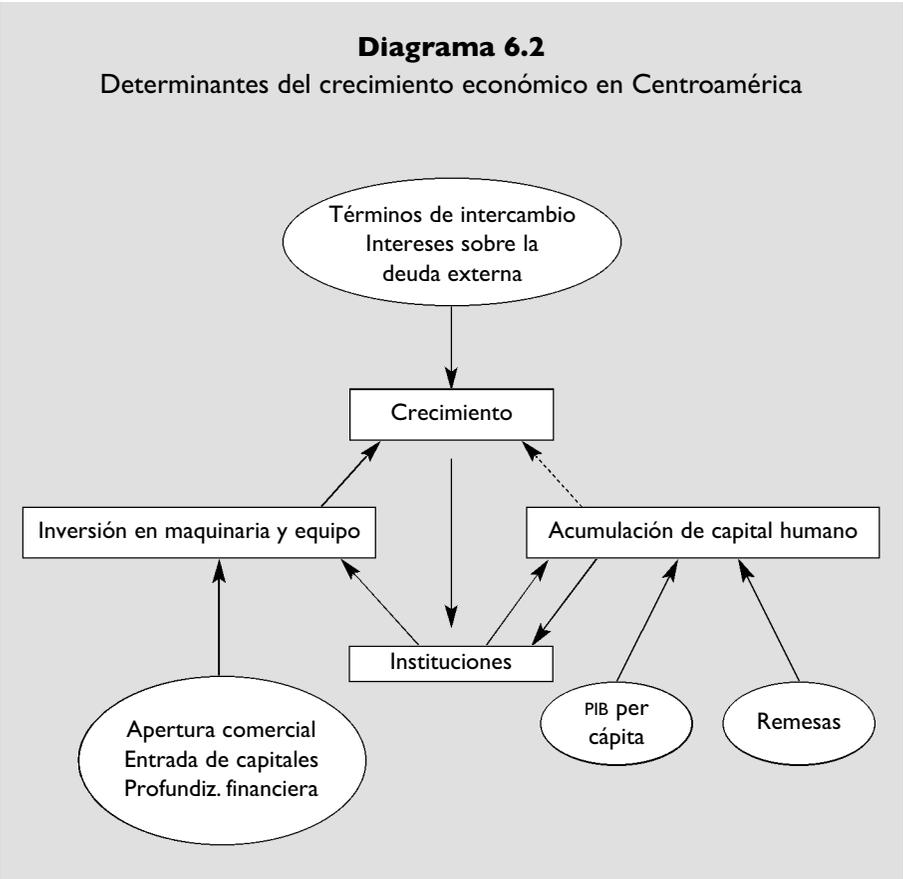 Diagrama 6.2
Determinantes del crecimiento económico en Centroamérica
Términos de intercambio
Intereses sobre la
deuda externa
Crecimiento
Inversión en maquinaria y equipo
Acumulación de capital humano
Instituciones
Apertura comercial
Entrada de capitales
Profundiz. financiera
PIB per
cápita
Remesas